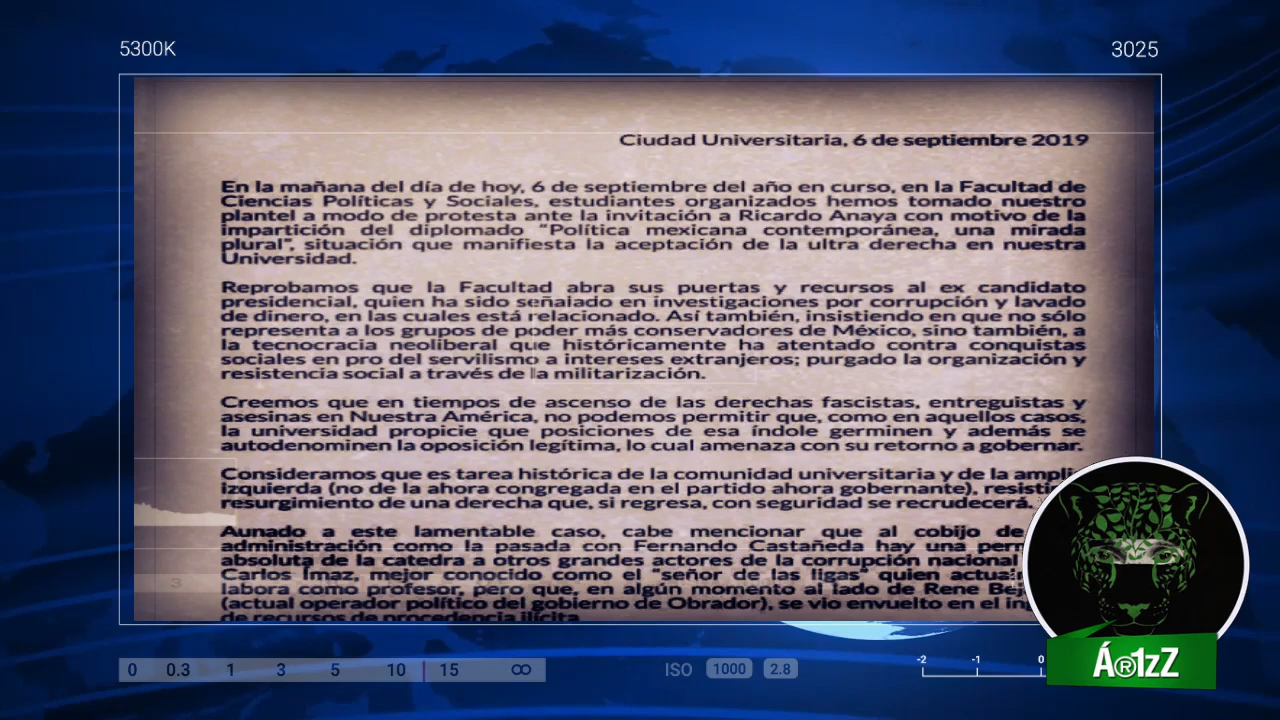 5300K
3025
Ciudad Universitaria, 6 de septiembre 2019
En la mañana del día de hoy, 6 de septiembre del año en curso, en la Facultad de
Ciencias Políticas y Sociales, estudiantes organizados hemos tomado nuestro
plantel a modo de protesta ante la invitación a Ricardo Anaya con motivo de la
impartición del diplomado "Política mexicana contemporánea, una mirada
plural", situación que manifiesta la aceptación de la ultra derecha en nuestra
Universidad.
Reprobamos que la Facultad abra sus puertas y recursos al ex candidato
presidencial, quien ha sido señalado en investigaciones por corrupción y lavado
de dinero, en las cuales está relacionado. Así también, insistiendo en que no sólo
representa a los grupos de poder más conservadores de México, sino también, a
la tecnocracia neoliberal que históricamente ha atentado contra conquistas
sociales en pro del servilismo a intereses extranjeros; purgado la organización y
resistencia social a través de la militarización.
Creemos que en tiempos de ascenso de las derechas fascistas, entreguistas y
asesinas en Nuestra América, no podemos permitir que, como en aquellos casos,
la universidad propicie que posiciones de esa índole germinen y además se
autodenominen la oposición legítima, lo cual amenaza con su retorno a gobernar.
Consideramos que es tarea histórica de la comunidad universitaria y de la
izquierda (no de la ahora congregada en el partido ahora gobernante),
resurgimiento de una derecha que, si regresa, con seguridad se recrudecerá.
Aunado a este lamentable caso, cabe mencionar que al cobijo de
administración como la pasada con Fernando Castañeda hay una
absoluta de la catedra a otros grandes actores de la corrupción nacional
Carlos Ímaz, mejor conocido como el "señor de las ligas" quien
labora como profesor, pero que, en algún momento al lado de Rene
(actual operador político del gobierno de Obrador), se vio envuelto en el
de recursos de procedencia ilícita
3
0 0.3 1 3 5 10 15 ∞
ISO 1000 2.8
-2 -1 0
Á®1zZ